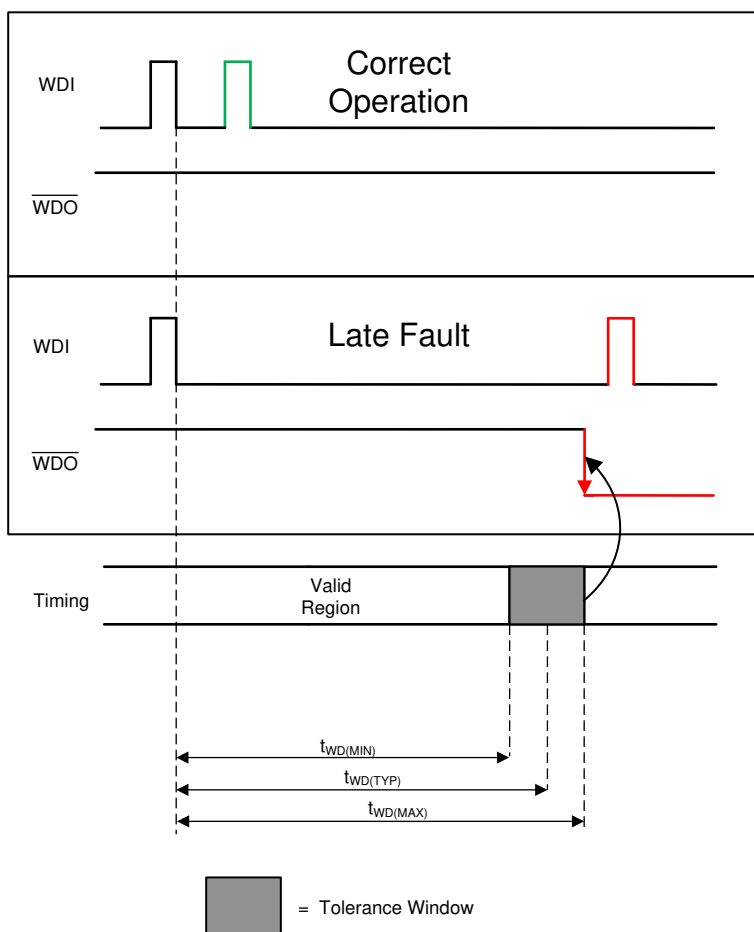 WDI
Correct
Operation
WDO
WDI
Late Fault
WDO
Timing
Valid
Region
tWD(MIN)
tWD(TYP)
tWD(MAX)
= Tolerance Window